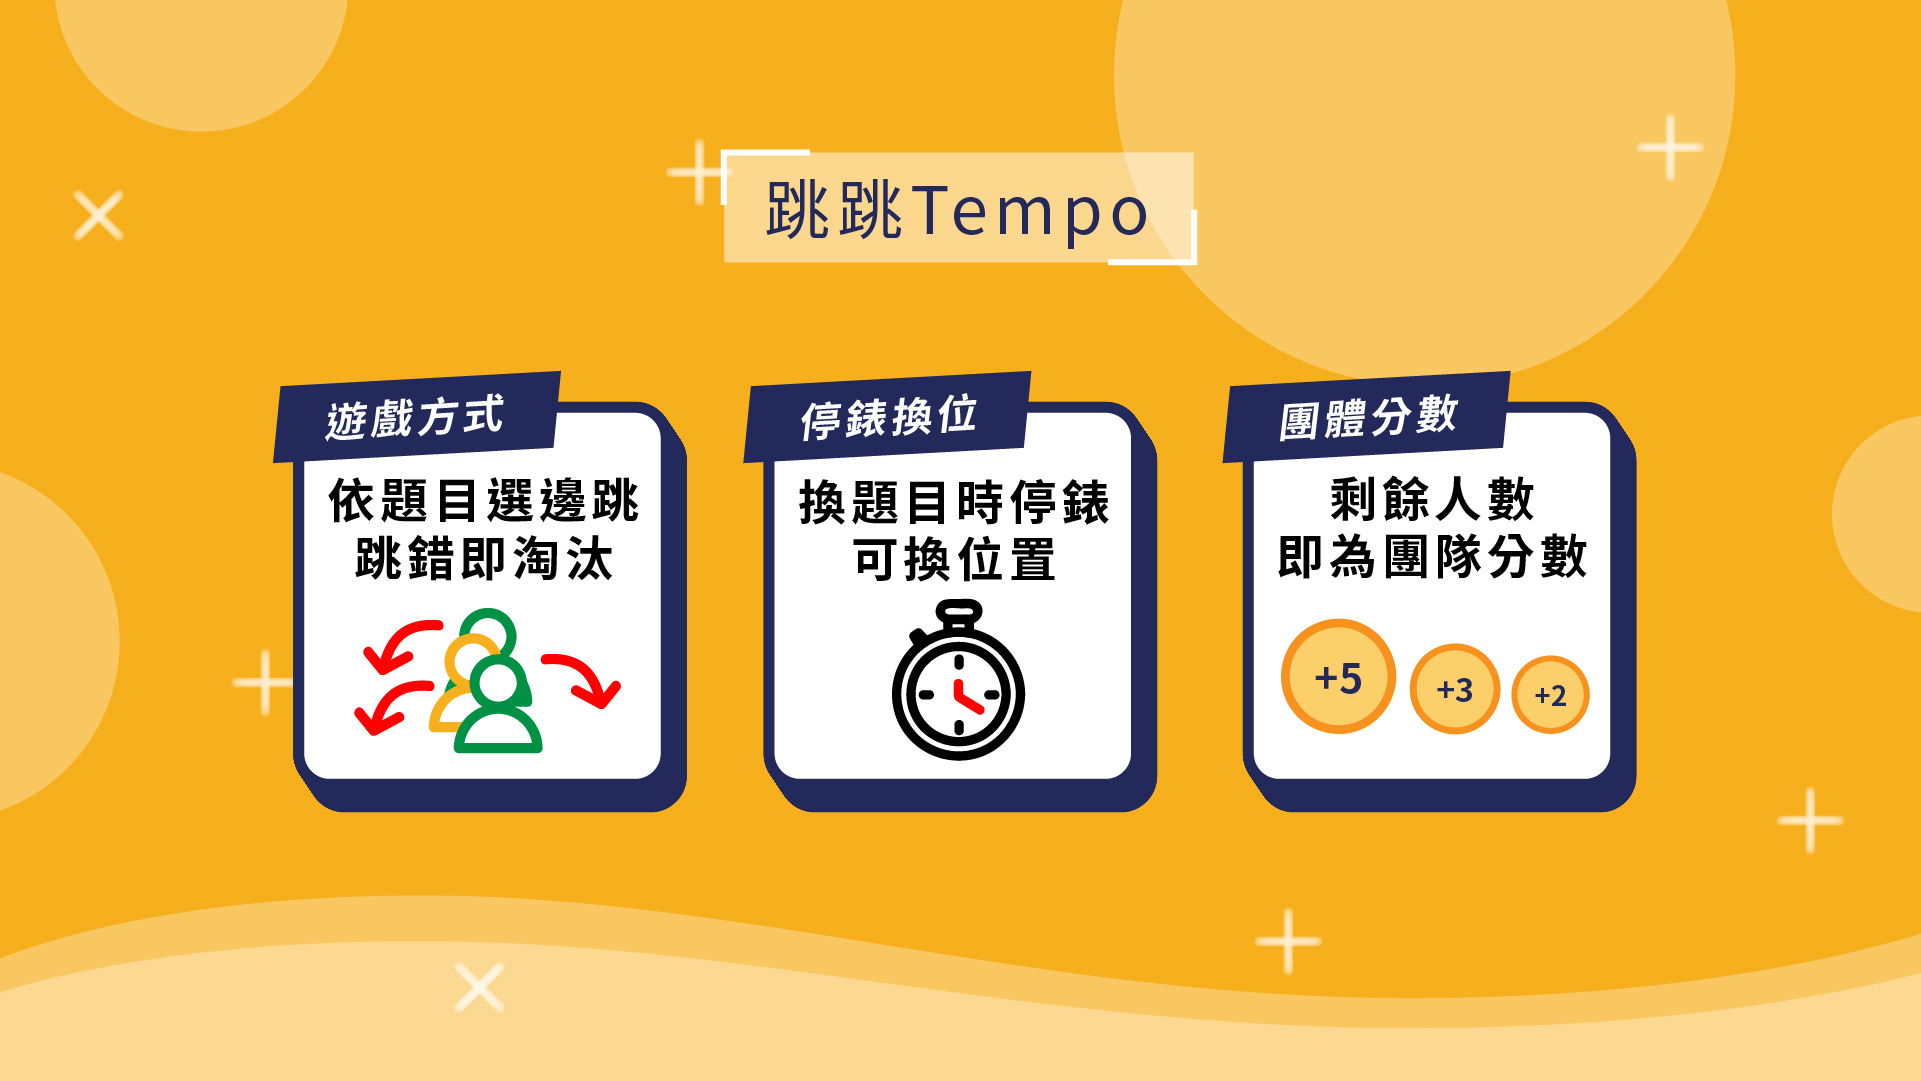 跳跳Tempo
遊戲方式
依題目選邊跳
跳錯即淘汰
停錶換位
換題目時停錶
可換位置
團體分數
剩餘人數
即為團隊分數
+5
+3
+2